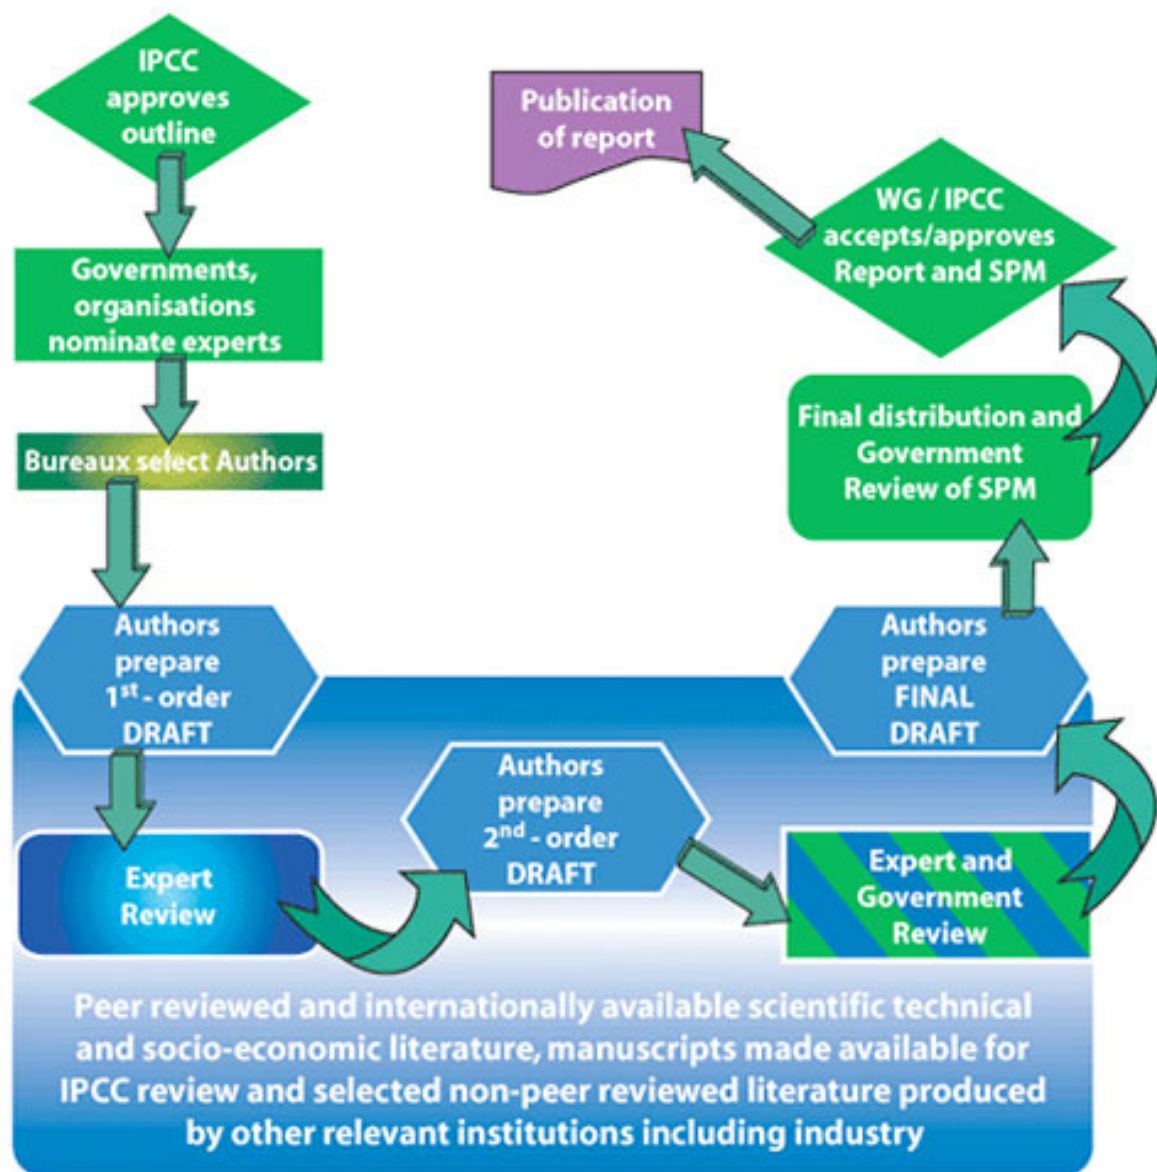 IPCC
approves
outline
Governments,
organisations
nominate experts
Bureaux select Authors
Authors
prepare
1st - order
DRAFT
Expert
Review
Authors
prepare
2nd - order
DRAFT
Expert and
Government
Review
Authors
prepare
FINAL
DRAFT
Final distribution and
Government
Review of SPM
WG / IPCC
accepts/approves
Report and SPM
Publication
of report
Peer reviewed and internationally available scientific technical
and socio-economic literature, manuscripts made available for
IPCC review and selected non-peer reviewed literature produced
by other relevant institutions including industry